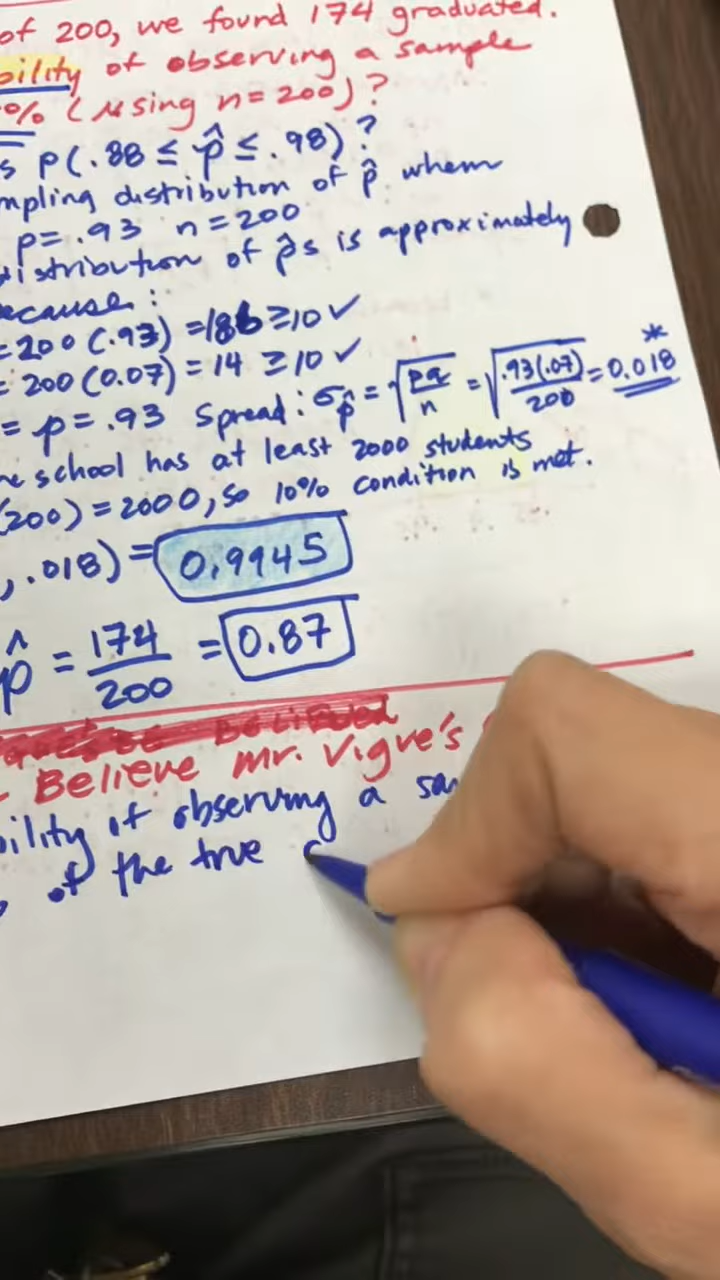 of 200, we found 174 graduated.
bility of observing a sample
0% (using n=200)?
s P(.88 ≤ p̂ ≤ .98)?
mpling distribution of p̂ when
p=.93 n=200
distribution of p̂s is approximately
ecause:
=200(.93) =186 ≥10 ✓
= 200(0.07) = 14 ≥10 ✓
= p=.93 Spread: σp̂ = √pq/n = √.93(.07)/200 = 0.018 *
he school has at least 2000 students
(200) = 2000, so 10% condition is met.
, .018) = 0.9945
p̂ = 174/200 = 0.87
Believed
Believe mr. Vigre's
bility of observing a sa
of the true